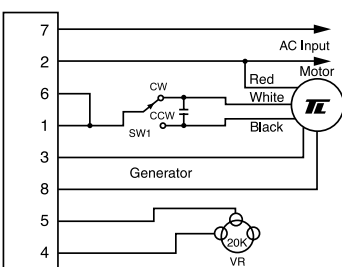 7
AC Input
2
Motor
Red
CW
6
White
CCW
1
Black
SW1
3
Generator
8
5
20K
4
VR